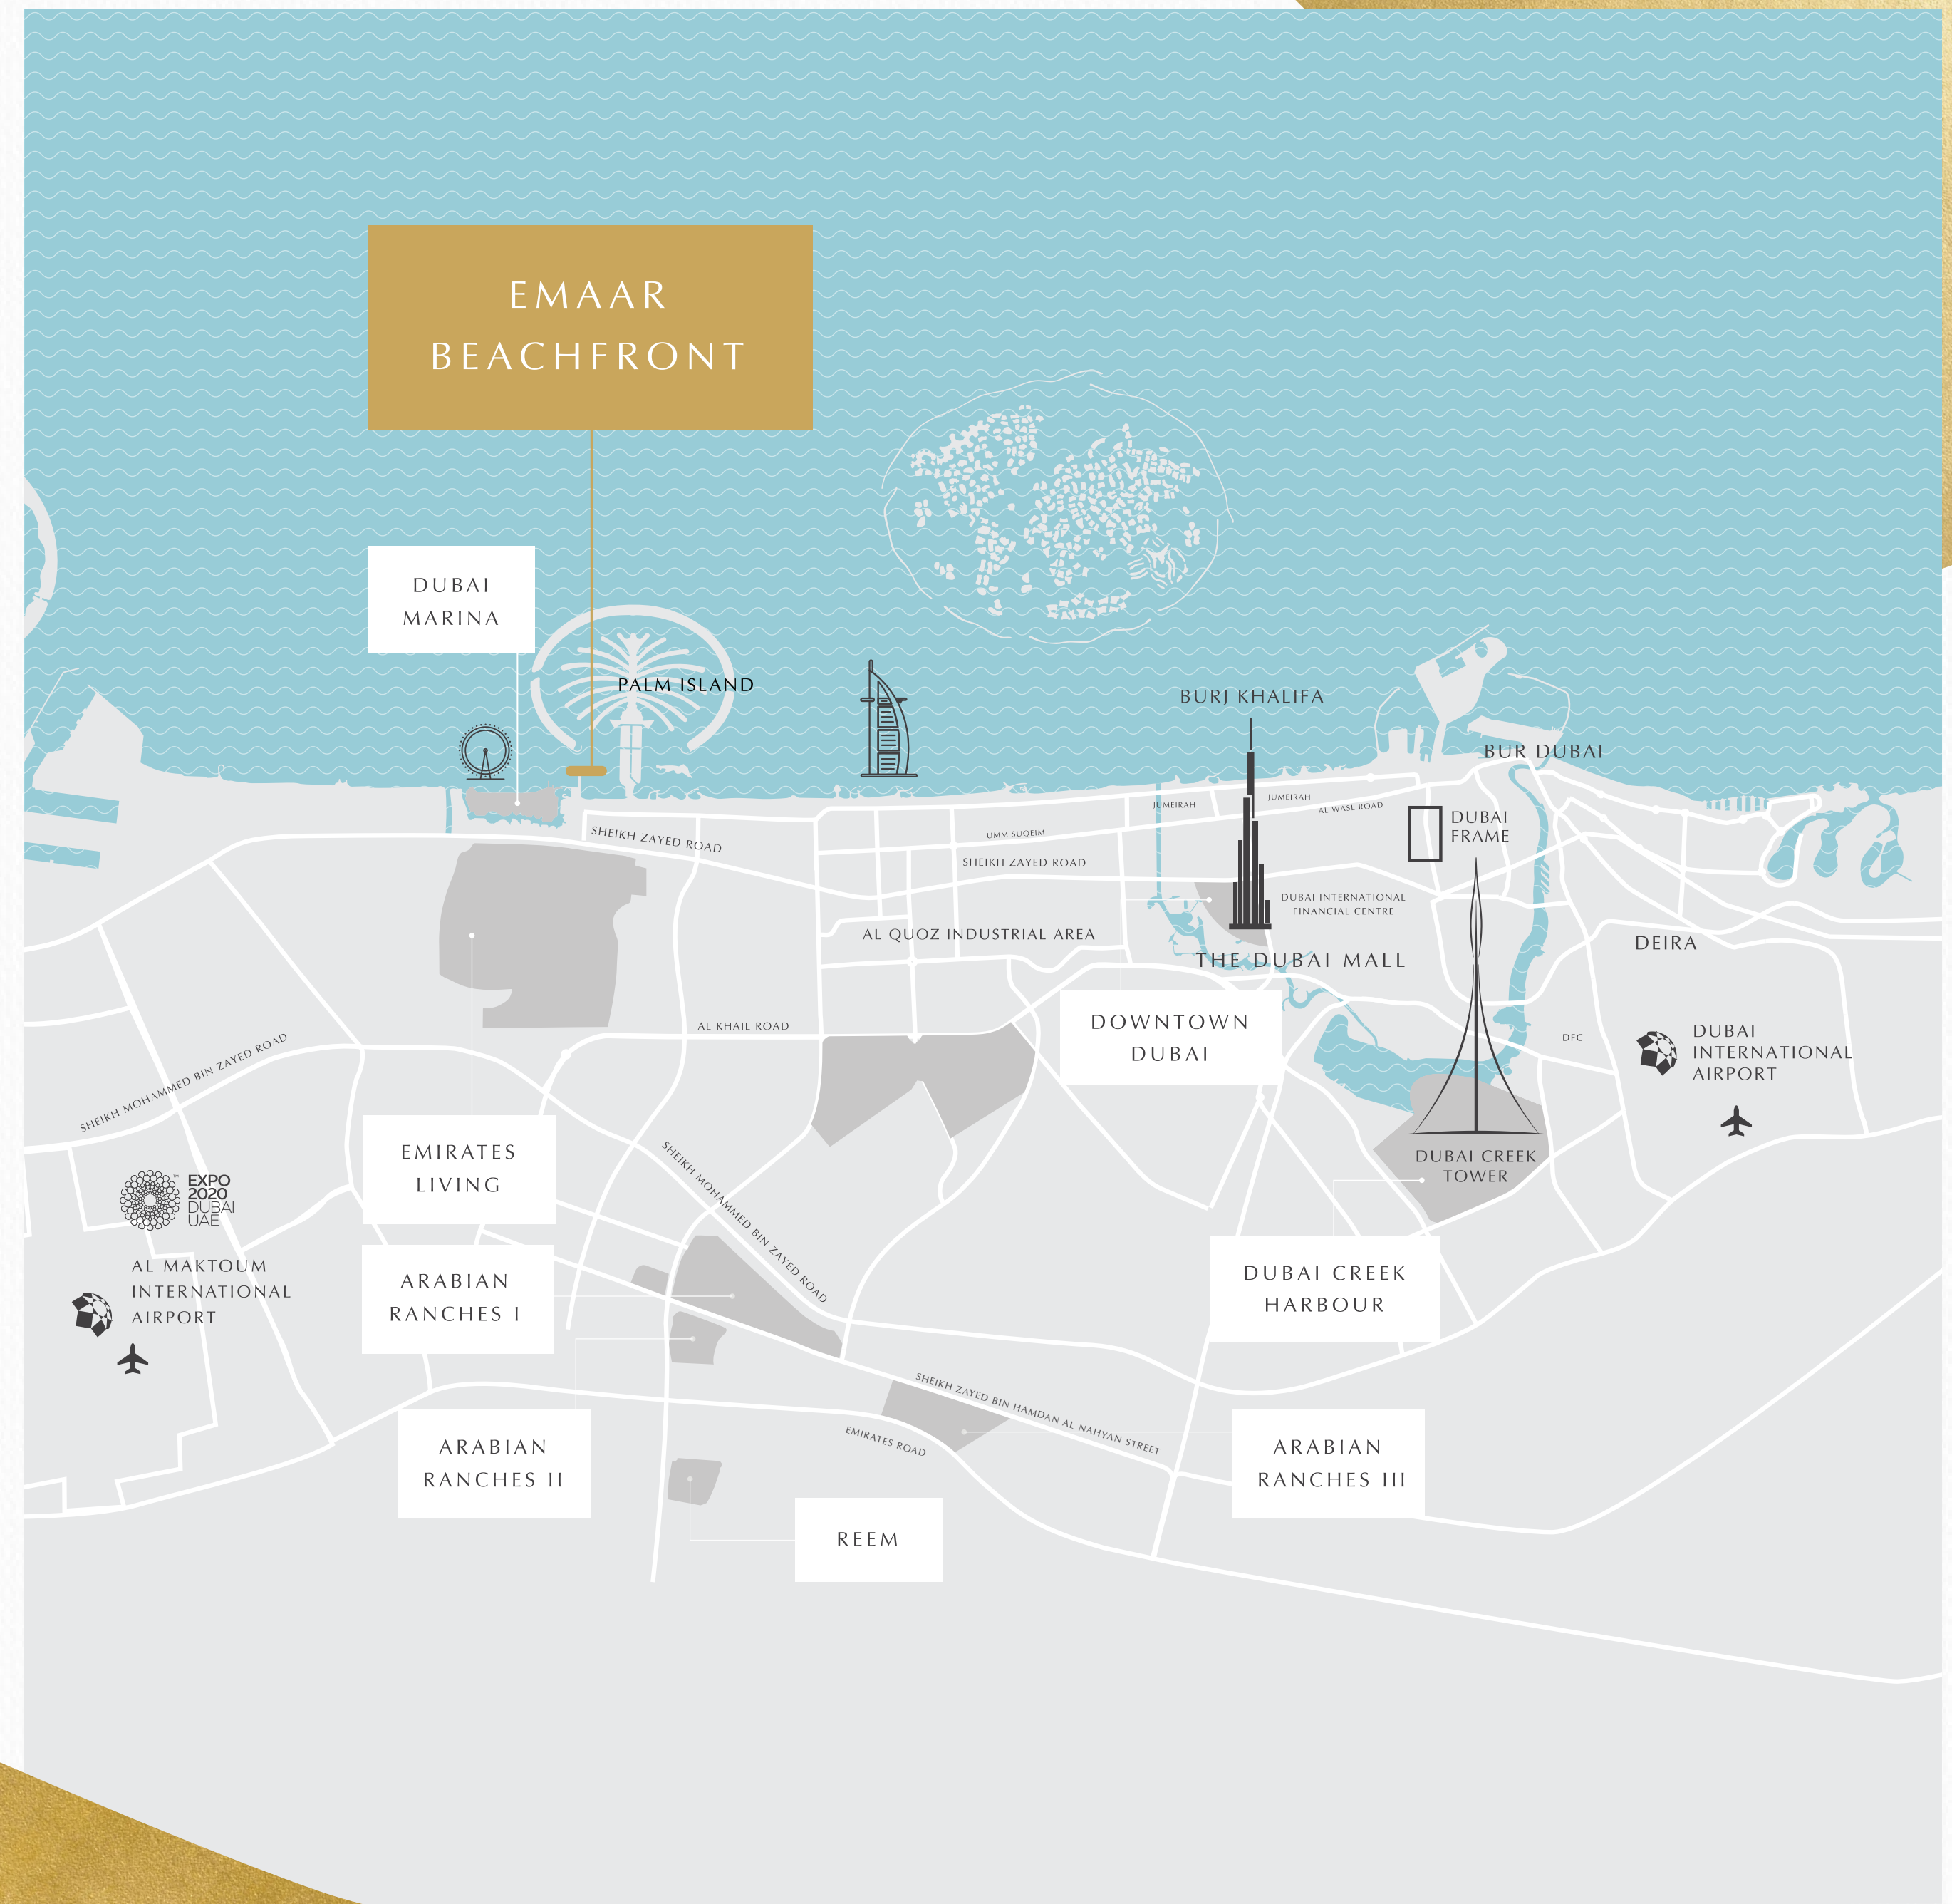 EMAAR
BEACHFRONT
DUBAI
MARINA
PALM ISLAND
BURJ KHALIFA
BUR DUBAI
JUMEIRAH
JUMEIRAH
AL WASL ROAD
DUBAI
FRAME
SHEIKH ZAYED ROAD
UMM SUQEIM
SHEIKH ZAYED ROAD
DUBAI INTERNATIONAL
FINANCIAL CENTRE
AL QUOZ INDUSTRIAL AREA
THE DUBAI MALL
DEIRA
DOWNTOWN
DUBAI
AL KHAIL ROAD
DFC
DUBAI
INTERNATIONAL
AIRPORT
SHEIKH MOHAMMED BIN ZAYED ROAD
EMIRATES
LIVING
SHEIKH MOHAMMED BIN ZAYED ROAD
DUBAI CREEK
TOWER
EXPO
2020
DUBAI
UAE
™
AL MAKTOUM
INTERNATIONAL
AIRPORT
ARABIAN
RANCHES I
DUBAI CREEK
HARBOUR
SHEIKH ZAYED BIN HAMDAN AL NAHYAN STREET
EMIRATES ROAD
ARABIAN
RANCHES II
ARABIAN
RANCHES III
REEM